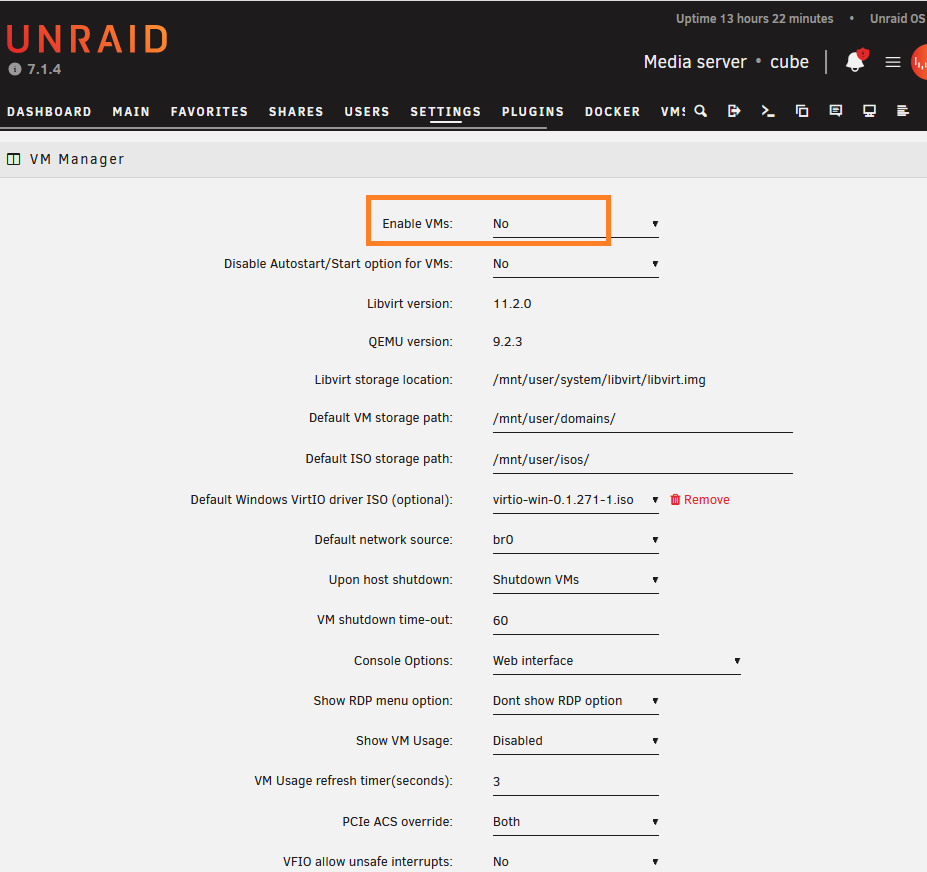 Uptime 13 hours 22 minutes • Unraid OS
UNRAID
7.1.4
Media server • cube
DASHBOARD MAIN FAVORITES SHARES USERS SETTINGS PLUGINS DOCKER VMS
VM Manager
Enable VMs: No
Disable Autostart/Start option for VMs: No
Libvirt version: 11.2.0
QEMU version: 9.2.3
Libvirt storage location: /mnt/user/system/libvirt/libvirt.img
Default VM storage path: /mnt/user/domains/
Default ISO storage path: /mnt/user/isos/
Default Windows VirtIO driver ISO (optional): virtio-win-0.1.271-1.iso Remove
Default network source: br0
Upon host shutdown: Shutdown VMs
VM shutdown time-out: 60
Console Options: Web interface
Show RDP menu option: Dont show RDP option
Show VM Usage: Disabled
VM Usage refresh timer(seconds): 3
PCIe ACS override: Both
VFIO allow unsafe interrupts: No